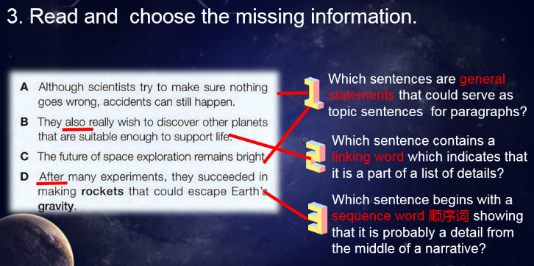 3. Read and choose the missing information.
A Although scientists try to make sure nothing
goes wrong, accidents can still happen.
B They also really wish to discover other planets
that are suitable enough to support life.
C The future of space exploration remains bright
D After many experiments, they succeeded in
making rockets that could escape Earth's
gravity.
1 Which sentences are general
statements that could serve as
topic sentences for paragraphs?
2 Which sentence contains a
linking word which indicates that
it is a part of a list of details?
3 Which sentence begins with a
sequence word 顺序词 showing
that it is probably a detail from
the middle of a narrative?